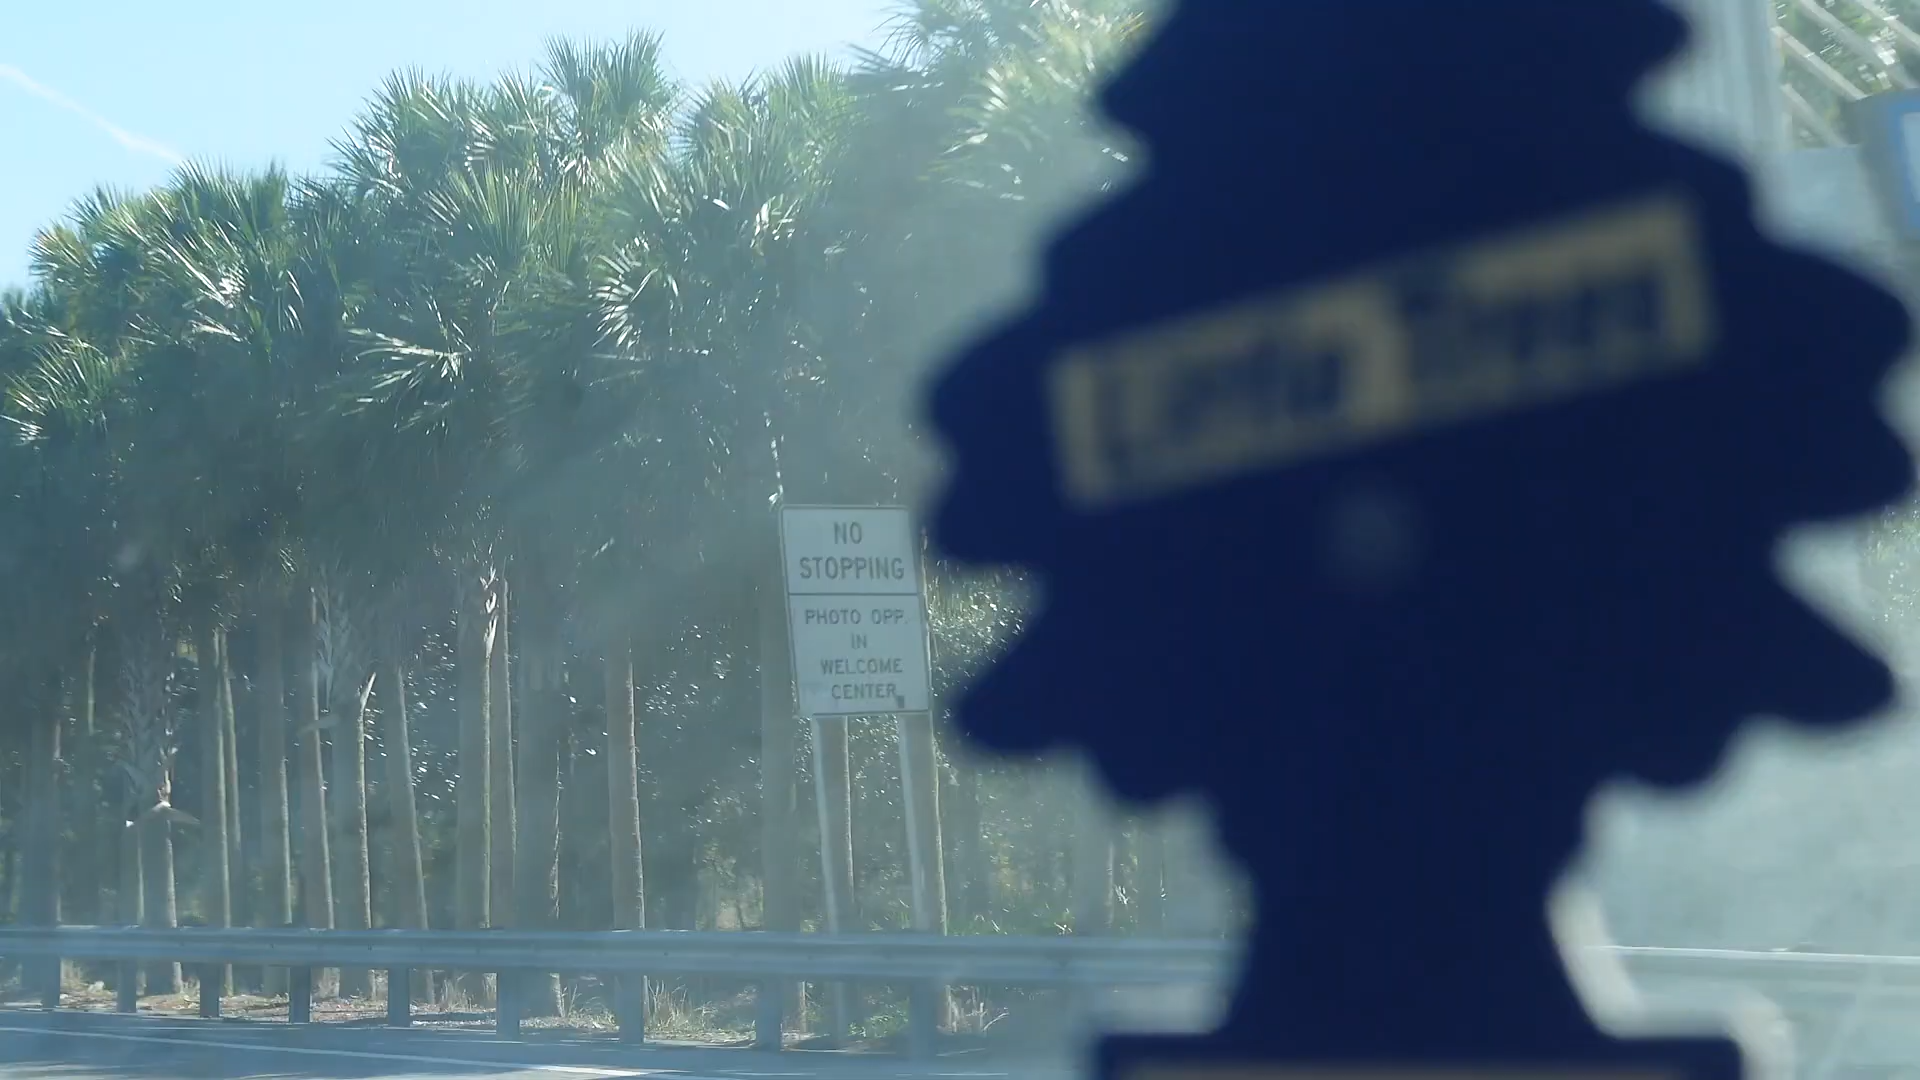 NO
STOPPING
PHOTO OPP.
IN
WELCOME
CENTER